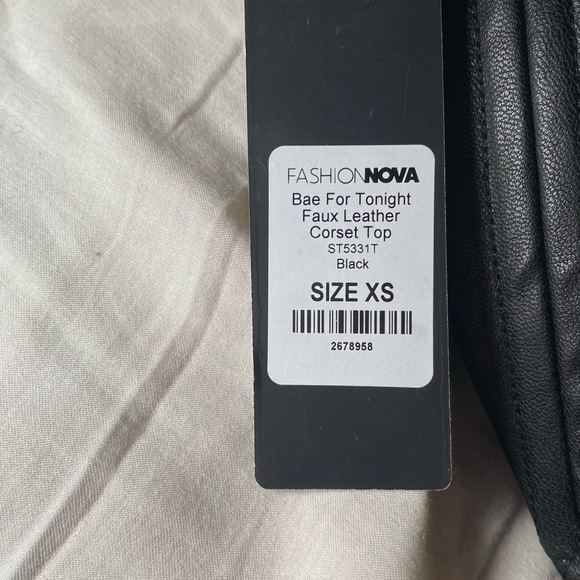 FASHIONNOVA
Bae For Tonight
Faux Leather
Corset Top
ST5331T
Black
SIZE XS
2678958